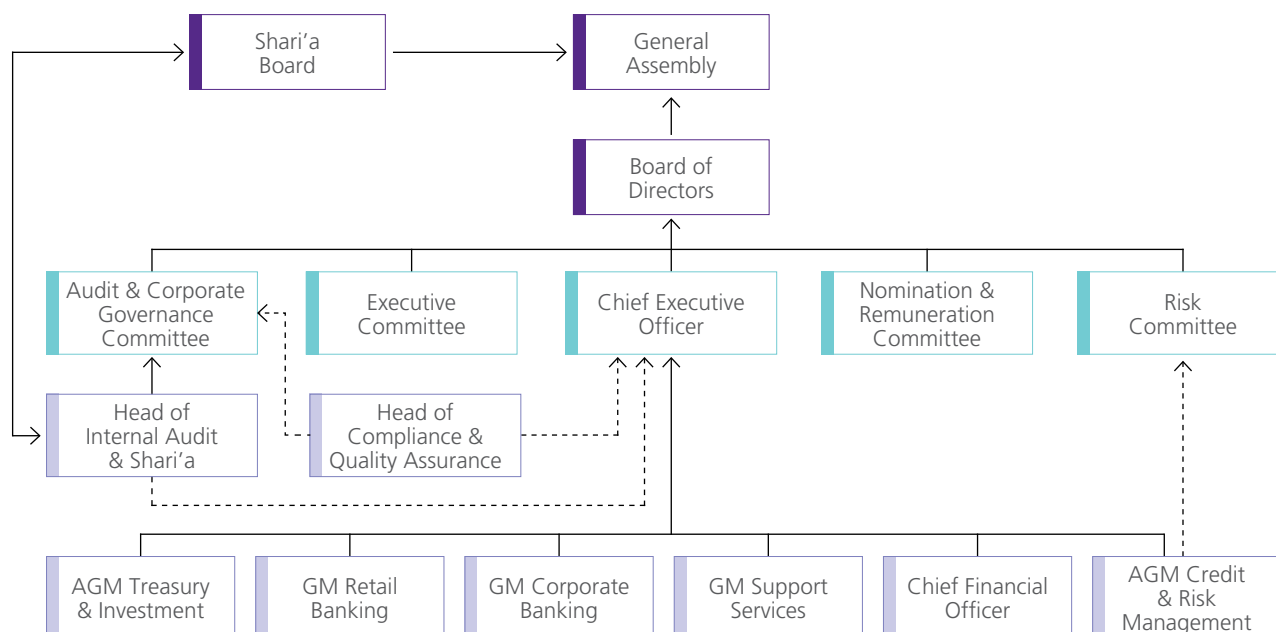 Shari’a
Board
General
Assembly
Board of
Directors
Audit & Corporate
Governance
Committee
Executive
Committee
Chief Executive
Officer
Nomination &
Remuneration
Committee
Risk
Committee
Head of
Internal Audit
& Shari’a
Head of
Compliance &
Quality Assurance
AGM Treasury
& Investment
GM Retail
Banking
GM Corporate
Banking
GM Support
Services
Chief Financial
Officer
AGM Credit
& Risk
Management